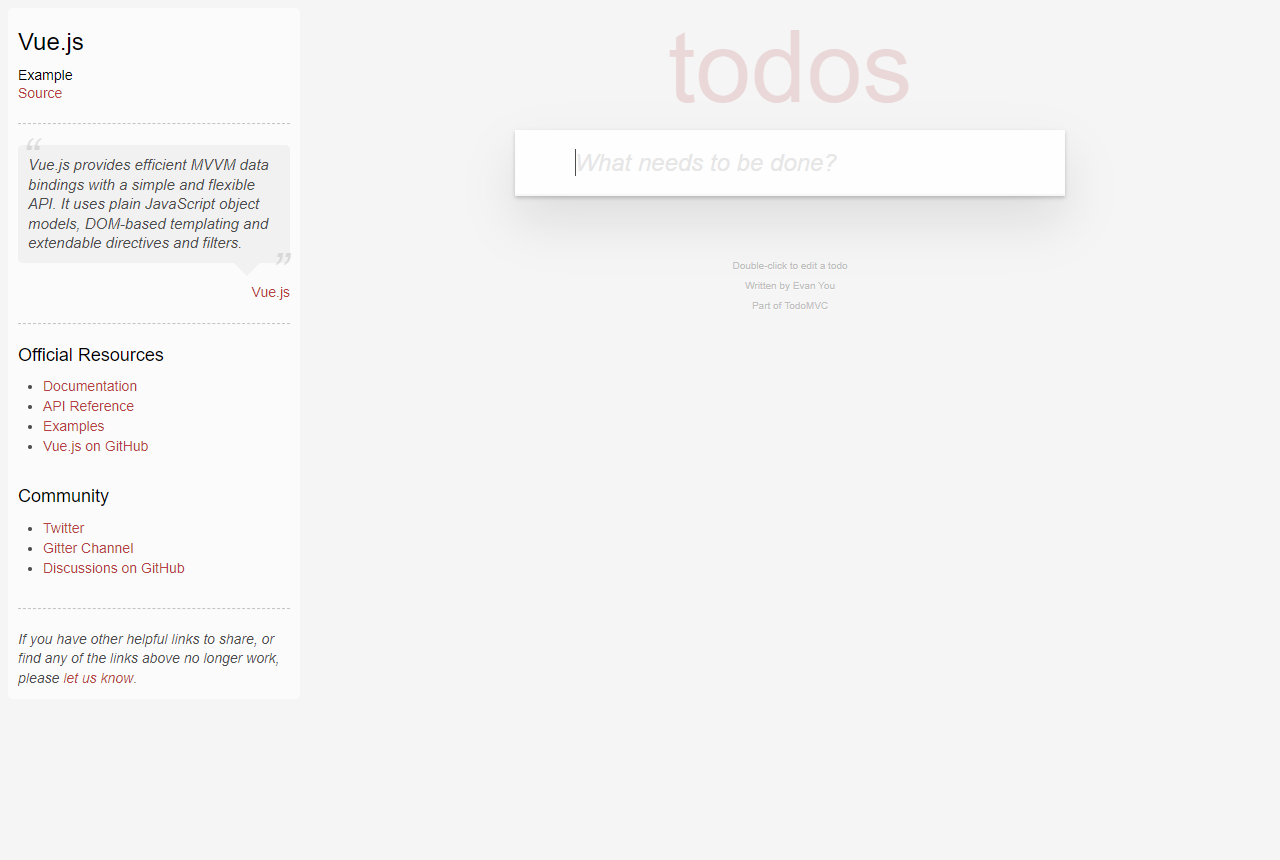 Vue.js
Example
Source
“
Vue.js provides efficient MVVM data
bindings with a simple and flexible
API. It uses plain JavaScript object
models, DOM-based templating and
extendable directives and filters.
”
Vue.js
Official Resources
• Documentation
• API Reference
• Examples
• Vue.js on GitHub
Community
• Twitter
• Gitter Channel
• Discussions on GitHub
If you have other helpful links to share, or
find any of the links above no longer work,
please let us know.
todos
What needs to be done?
Double-click to edit a todo
Written by Evan You
Part of TodoMVC